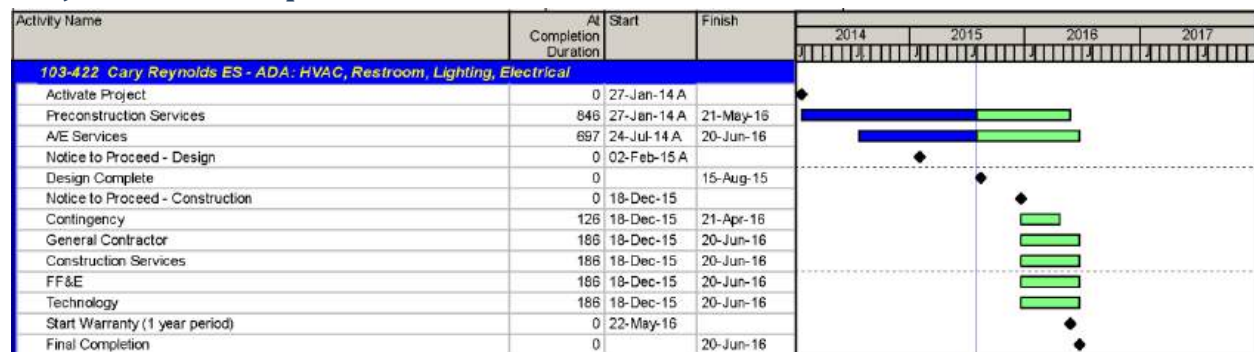 Activity Name At Completion Duration Start Finish 2014 2015 2016 2017
103-422 Cary Reynolds ES - ADA: HVAC, Restroom, Lighting, Electrical
Activate Project 0 27-Jan-14 A
Preconstruction Services 846 27-Jan-14 A 21-May-16
A/E Services 697 24-Jul-14 A 20-Jun-16
Notice to Proceed - Design 0 02-Feb-15 A
Design Complete 0 15-Aug-15
Notice to Proceed - Construction 0 18-Dec-15
Contingency 126 18-Dec-15 21-Apr-16
General Contractor 186 18-Dec-15 20-Jun-16
Construction Services 186 18-Dec-15 20-Jun-16
FF&E 186 18-Dec-15 20-Jun-16
Technology 186 18-Dec-15 20-Jun-16
Start Warranty (1 year period) 0 22-May-16
Final Completion 0 20-Jun-16